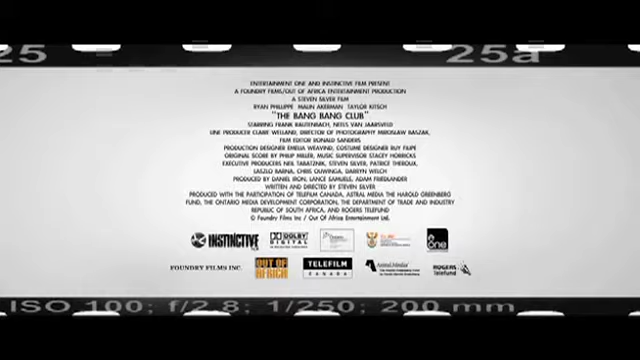 25 25a
ENTERTAINMENT ONE AND INSTINCTIVE FILM PRESENT
A FOUNDRY FILMS/OUT OF AFRICA ENTERTAINMENT PRODUCTION
A STEVEN SILVER FILM
RYAN PHILLIPPE MALIN AKERMAN TAYLOR KITSCH
"THE BANG BANG CLUB"
STARRING FRANK RAUTENBACH, NEELS VAN JAARSVELD
LINE PRODUCER CLAIRE WELLAND, DIRECTOR OF PHOTOGRAPHY MIROSLAW BASZAK,
FILM EDITOR RONALD SANDERS
PRODUCTION DESIGNER EMELIA WEAVIND, COSTUME DESIGNER RUY FILIPE
ORIGINAL SCORE BY PHILIP MILLER, MUSIC SUPERVISOR STACEY HORRICKS
EXECUTIVE PRODUCERS NEIL TABATZNIK, STEVEN SILVER, PATRICE THEROUX,
LASZLO BARNA, CHRIS OUWINGA, DARRYN WELCH
PRODUCED BY DANIEL IRON, LANCE SAMUELS, ADAM FRIEDLANDER
WRITTEN AND DIRECTED BY STEVEN SILVER
PRODUCED WITH THE PARTICIPATION OF TELEFILM CANADA, ASTRAL MEDIA THE HAROLD GREENBERG
FUND, THE ONTARIO MEDIA DEVELOPMENT CORPORATION, THE DEPARTMENT OF TRADE AND INDUSTRY
REPUBLIC OF SOUTH AFRICA, AND ROGERS TELEFUND
© Foundry Films Inc / Out Of Africa Entertainment Ltd.
INSTINCTIVE DOLBY DIGITAL one
FOUNDRY FILMS INC. OUT OF AFRICA TELEFILM CANADA Astral Media ROGERS Telefund
ISO 100; f/2.8; 1/250; 200 mm